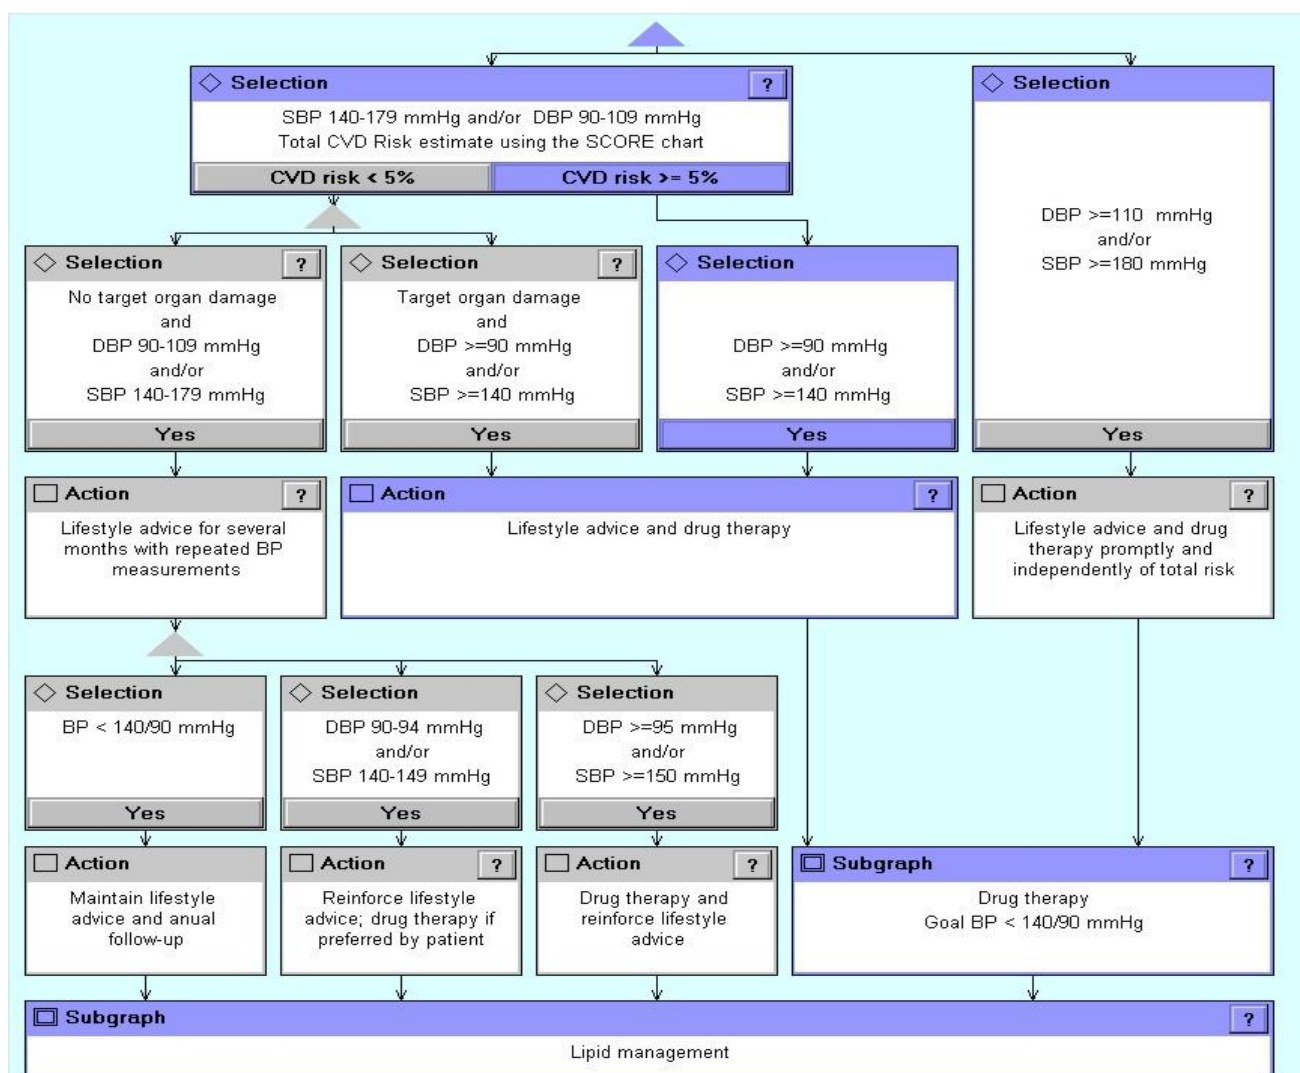 Selection
?
SBP 140-179 mmHg and/or DBP 90-109 mmHg
Total CVD Risk estimate using the SCORE chart
CVD risk < 5%
CVD risk >= 5%
Selection
DBP >=110 mmHg
and/or
SBP >=180 mmHg
Yes
Selection
?
No target organ damage
and
DBP 90-109 mmHg
and/or
SBP 140-179 mmHg
Yes
Selection
?
Target organ damage
and
DBP >=90 mmHg
and/or
SBP >=140 mmHg
Yes
Selection
DBP >=90 mmHg
and/or
SBP >=140 mmHg
Yes
Action
?
Lifestyle advice for several
months with repeated BP
measurements
Action
?
Lifestyle advice and drug therapy
Action
?
Lifestyle advice and drug
therapy promptly and
independently of total risk
Selection
BP < 140/90 mmHg
Yes
Selection
DBP 90-94 mmHg
and/or
SBP 140-149 mmHg
Yes
Selection
DBP >=95 mmHg
and/or
SBP >=150 mmHg
Yes
Action
Maintain lifestyle
advice and anual
follow-up
Action
?
Reinforce lifestyle
advice; drug therapy if
preferred by patient
Action
?
Drug therapy and
reinforce lifestyle
advice
Subgraph
?
Drug therapy
Goal BP < 140/90 mmHg
Subgraph
?
Lipid management